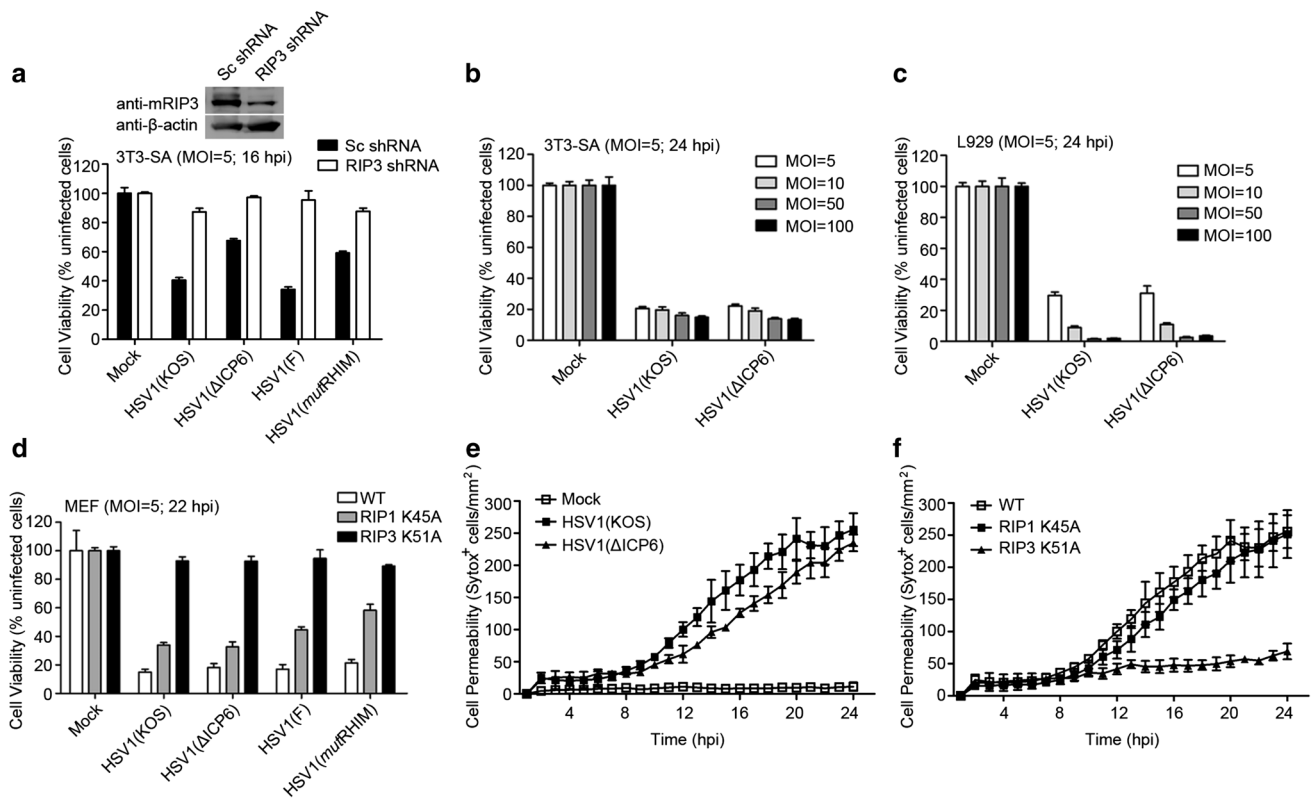 a
Sc shRNA
RIP3 shRNA
anti-mRIP3
anti-β-actin
3T3-SA (MOI=5; 16 hpi)
Sc shRNA
RIP3 shRNA
Cell Viability (% uninfected cells)
120
100
80
60
40
20
0
Mock
HSV1(KOS)
HSV1(ΔICP6)
HSV1(F)
HSV1(mutRHIM)
b
3T3-SA (MOI=5; 24 hpi)
MOI=5
MOI=10
MOI=50
MOI=100
Cell Viability (% uninfected cells)
120
100
80
60
40
20
0
Mock
HSV1(KOS)
HSV1(ΔICP6)
c
L929 (MOI=5; 24 hpi)
MOI=5
MOI=10
MOI=50
MOI=100
Cell Viability (% uninfected cells)
120
100
80
60
40
20
0
Mock
HSV1(KOS)
HSV1(ΔICP6)
d
MEF (MOI=5; 22 hpi)
WT
RIP1 K45A
RIP3 K51A
Cell Viability (% uninfected cells)
120
100
80
60
40
20
0
Mock
HSV1(KOS)
HSV1(ΔICP6)
HSV1(F)
HSV1(mutRHIM)
e
Mock
HSV1(KOS)
HSV1(ΔICP6)
Cell Permeability (Sytox+ cells/mm-2)
300
250
200
150
100
50
0
4 8 12 16 20 24
Time (hpi)
f
WT
RIP1 K45A
RIP3 K51A
Cell Permeability (Sytox+ cells/mm-2)
300
250
200
150
100
50
0
4 8 12 16 20 24
Time (hpi)